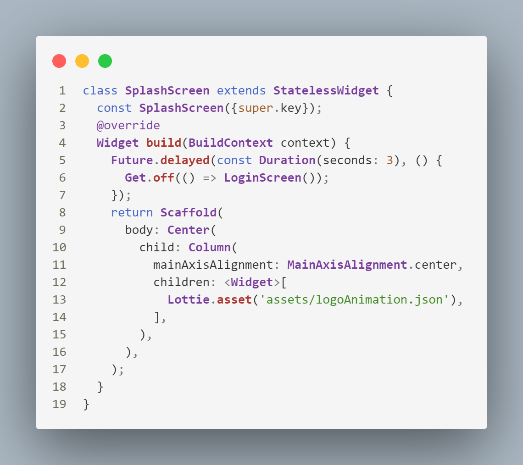 1 class SplashScreen extends StatelessWidget {
2   const SplashScreen({super.key});
3   @override
4   Widget build(BuildContext context) {
5     Future.delayed(const Duration(seconds: 3), () {
6       Get.off(() => LoginScreen());
7     });
8     return Scaffold(
9       body: Center(
10         child: Column(
11           mainAxisAlignment: MainAxisAlignment.center,
12           children: <Widget>[
13             Lottie.asset('assets/logoAnimation.json'),
14           ],
15         ),
16       ),
17     );
18   }
19 }